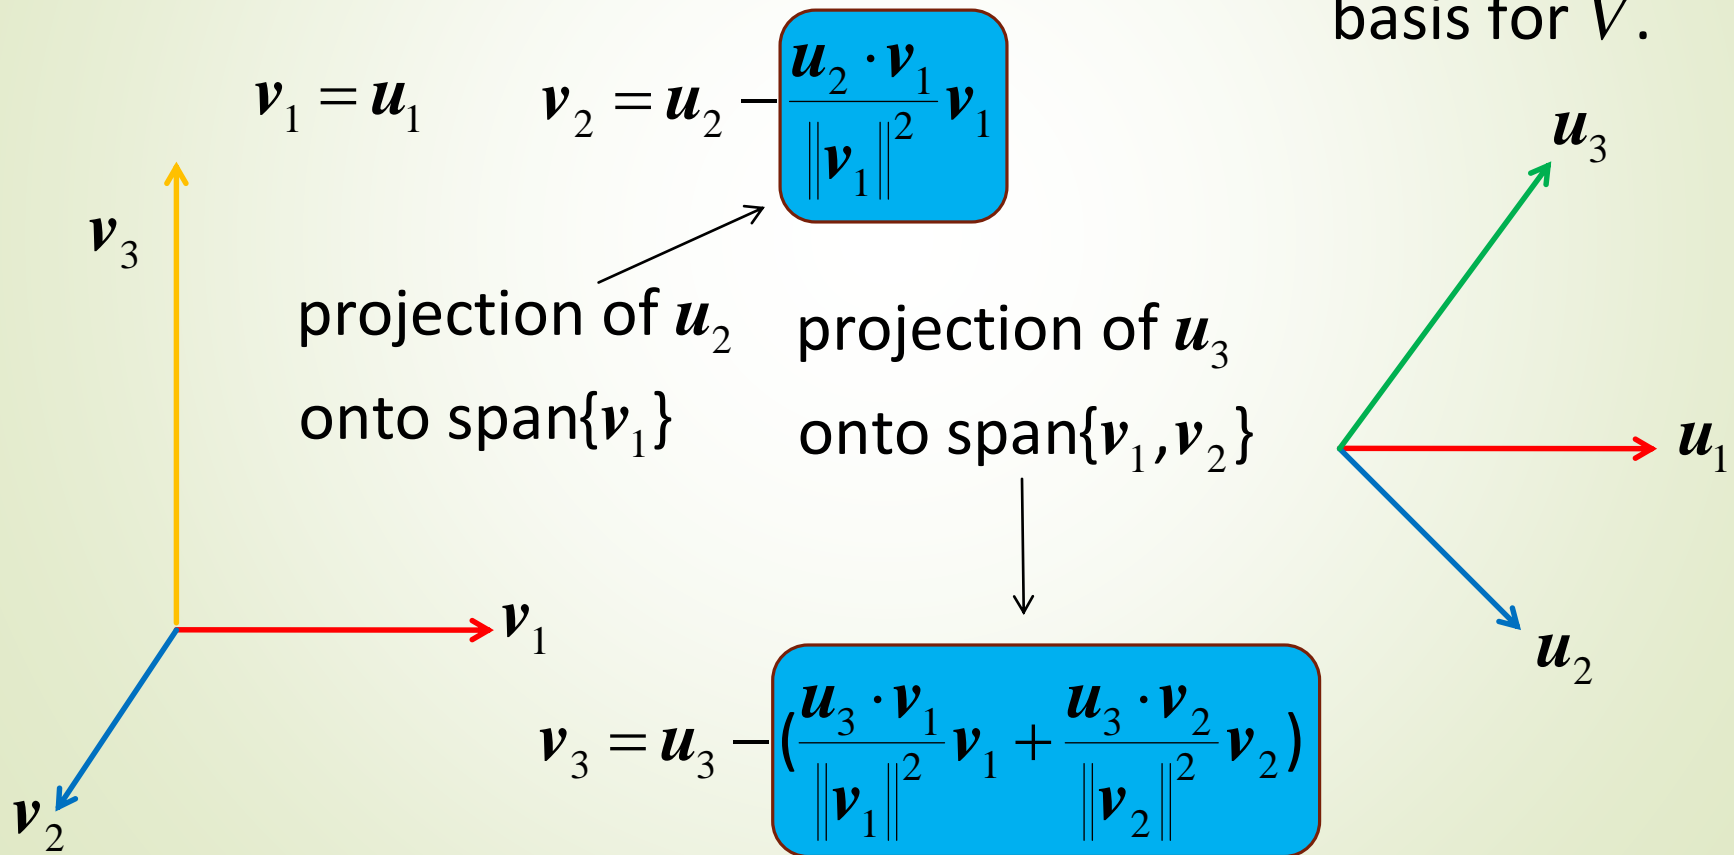 basis for V.
v₁ = u₁
v₂ = u₂ − (u₂ · v₁ / ‖v₁‖²) v₁
u₃
v₃
projection of u₂
onto span{v₁}
projection of u₃
onto span{v₁,v₂}
u₁
v₁
u₂
v₃ = u₃ − (u₃ · v₁ / ‖v₁‖² v₁ + u₃ · v₂ / ‖v₂‖² v₂)
v₂